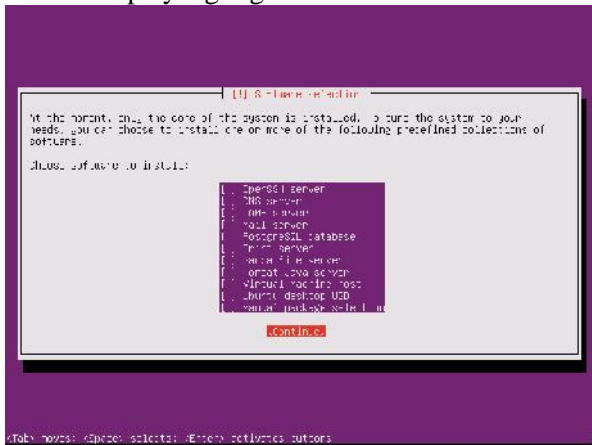 [!] Software selection
At the moment, only the core of the system is installed. To tune the system to your
needs, you can choose to install one or more of the following predefined collections of
software.
Choose software to install:
[ ] OpenSSH server
[ ] DNS server
[ ] LAMP server
[ ] Mail server
[ ] PostgreSQL database
[ ] Print server
[ ] Samba file server
[ ] Tomcat Java server
[ ] Virtual Machine host
[ ] Ubuntu desktop USB
[ ] Manual package selection
<Continue>
<Tab> moves; <Space> selects; <Enter> activates buttons